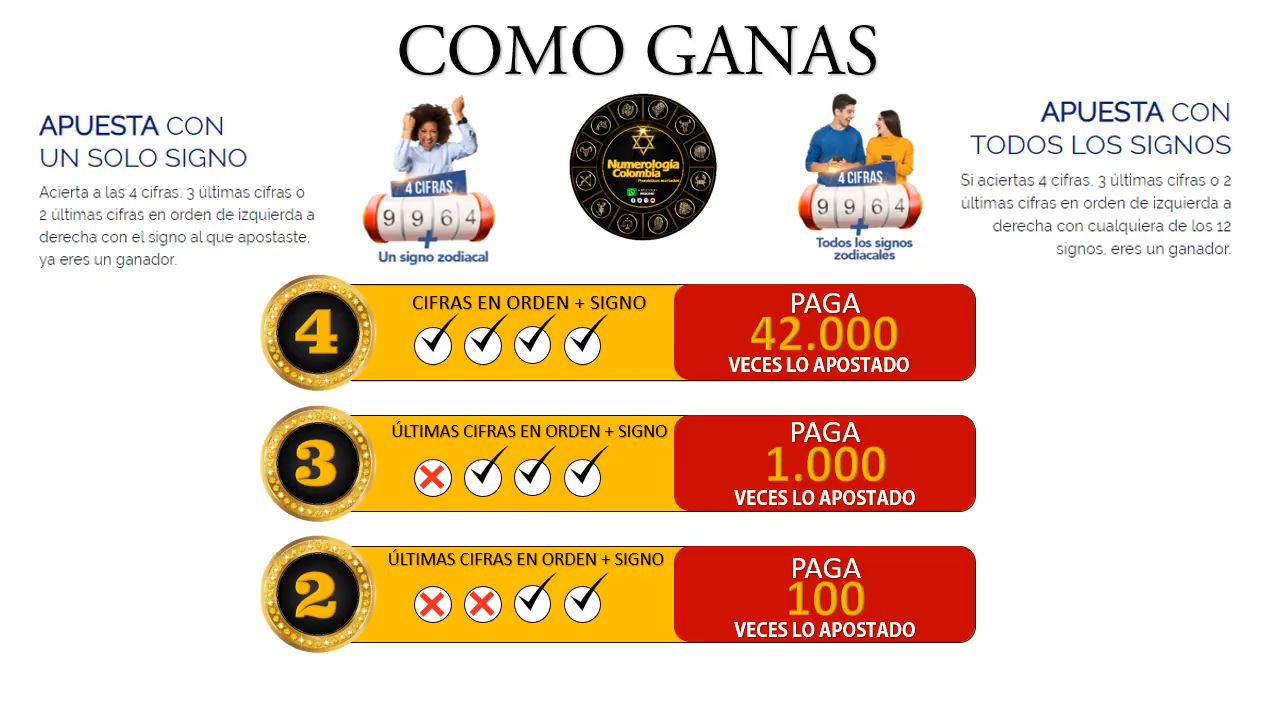 COMO GANAS
APUESTA CON
UN SOLO SIGNO
Acierta a las 4 cifras, 3 últimas cifras o
2 últimas cifras en orden de izquierda a
derecha con el signo al que apostaste,
ya eres un ganador.
4 CIFRAS
9 9 6 4
+
Un signo zodiacal
Numerología
Colombia
4 CIFRAS
9 9 6 4
+
Todos los signos
zodiacales
APUESTA CON
TODOS LOS SIGNOS
Si aciertas 4 cifras, 3 últimas cifras o 2
últimas cifras en orden de izquierda a
derecha con cualquiera de los 12
signos, eres un ganador.
4
CIFRAS EN ORDEN + SIGNO
PAGA
42.000
VECES LO APOSTADO
3
ÚLTIMAS CIFRAS EN ORDEN + SIGNO
PAGA
1.000
VECES LO APOSTADO
2
ÚLTIMAS CIFRAS EN ORDEN + SIGNO
PAGA
100
VECES LO APOSTADO